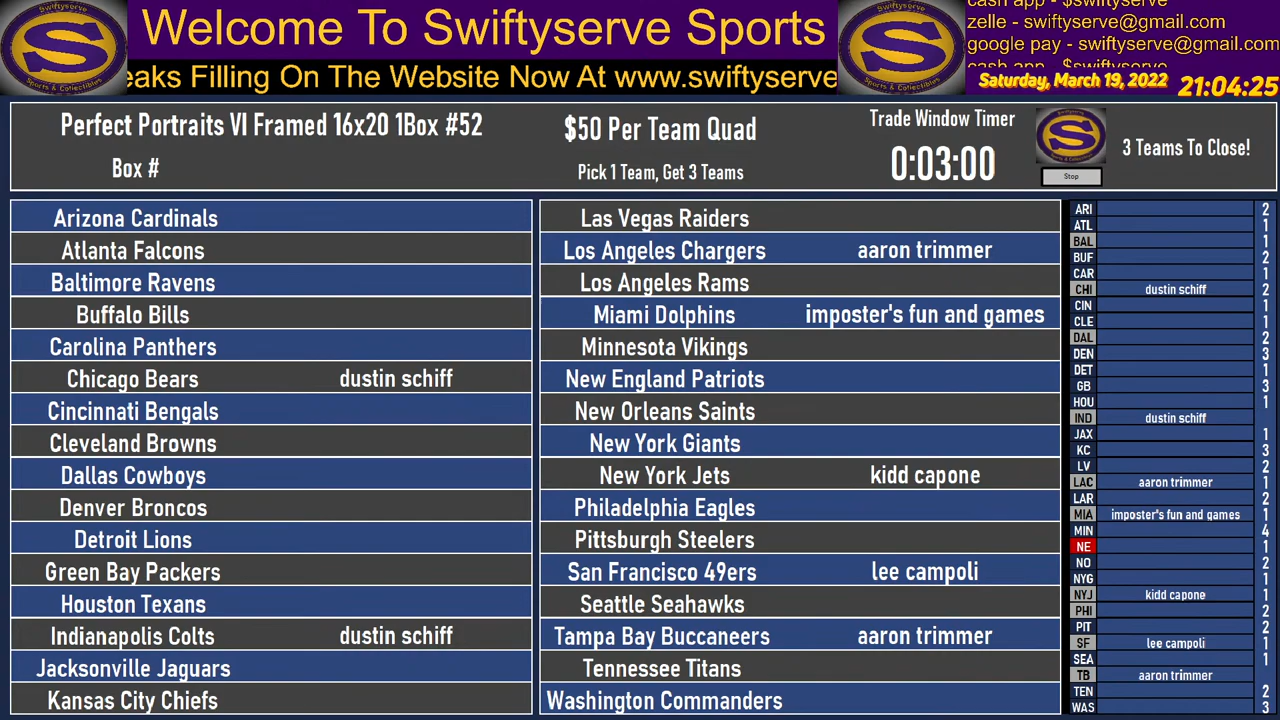 Welcome To Swiftyserve Sports
eaks Filling On The Website Now At www.swiftyserve
S
Sports & Collectibles
S
Sports & Collectibles
cash app - $swiftyserve
zelle - swiftyserve@gmail.com
google pay - swiftyserve@gmail.com
cash app - $swiftyserve
Saturday, March 19, 2022 21:04:25
Perfect Portraits VI Framed 16x20 1Box #52
Box #
$50 Per Team Quad
Pick 1 Team, Get 3 Teams
Trade Window Timer
0:03:00
S
Stop
3 Teams To Close!
Arizona Cardinals
Atlanta Falcons
Baltimore Ravens
Buffalo Bills
Carolina Panthers
Chicago Bears dustin schiff
Cincinnati Bengals
Cleveland Browns
Dallas Cowboys
Denver Broncos
Detroit Lions
Green Bay Packers
Houston Texans
Indianapolis Colts dustin schiff
Jacksonville Jaguars
Kansas City Chiefs
Las Vegas Raiders
Los Angeles Chargers aaron trimmer
Los Angeles Rams
Miami Dolphins imposter's fun and games
Minnesota Vikings
New England Patriots
New Orleans Saints
New York Giants
New York Jets kidd capone
Philadelphia Eagles
Pittsburgh Steelers
San Francisco 49ers lee campoli
Seattle Seahawks
Tampa Bay Buccaneers aaron trimmer
Tennessee Titans
Washington Commanders
ARI 2
ATL 1
BAL 1
BUF 2
CAR 1
CHI dustin schiff 2
CIN 1
CLE 1
DAL 2
DEN 3
DET 1
GB 3
HOU 1
IND dustin schiff
JAX 1
KC 3
LV 2
LAC aaron trimmer 1
LAR 2
MIA imposter's fun and games 1
MIN 4
NE 1
NO 2
NYG 1
NYJ kidd capone 1
PHI 2
PIT 2
SF lee campoli 1
SEA 1
TB aaron trimmer
TEN 2
WAS 3